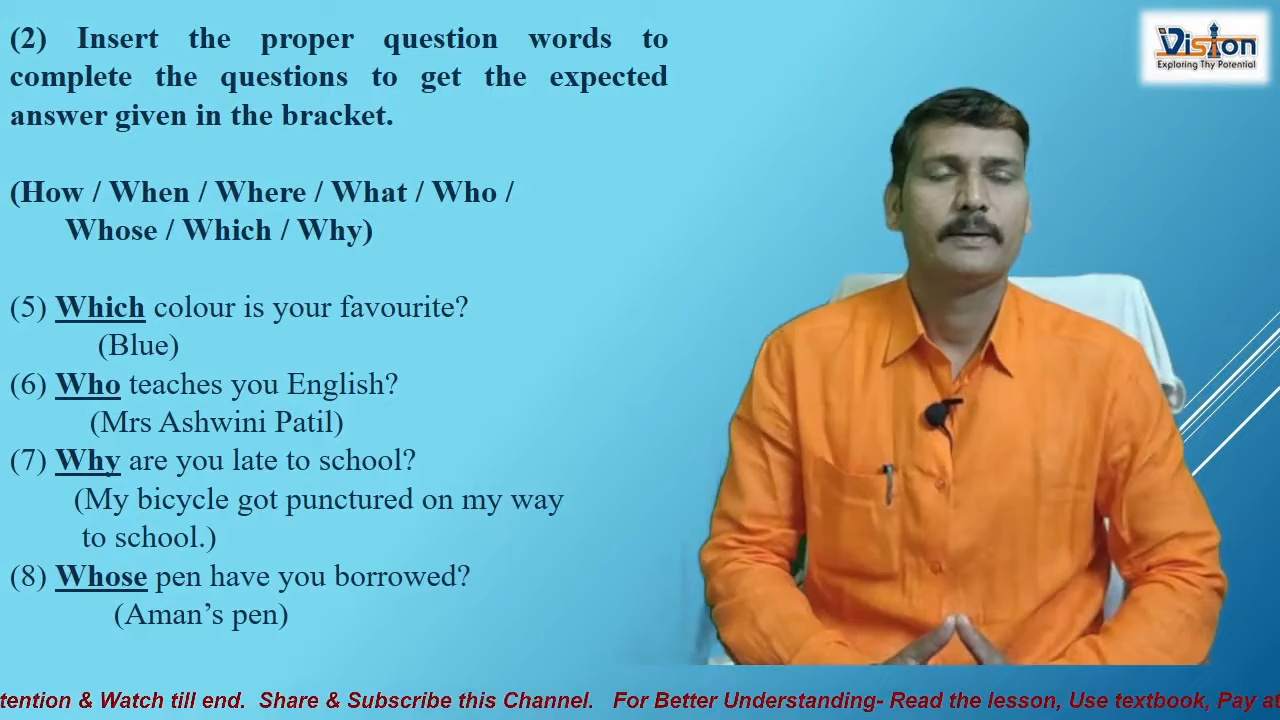 (2) Insert the proper question words to
complete the questions to get the expected
answer given in the bracket.
(How / When / Where / What / Who /
Whose / Which / Why)
(5) Which colour is your favourite?
(Blue)
(6) Who teaches you English?
(Mrs Ashwini Patil)
(7) Why are you late to school?
(My bicycle got punctured on my way
to school.)
(8) Whose pen have you borrowed?
(Aman’s pen)
Vision
Exploring Thy Potential
tention & Watch till end. Share & Subscribe this Channel. For Better Understanding- Read the lesson, Use textbook, Pay at